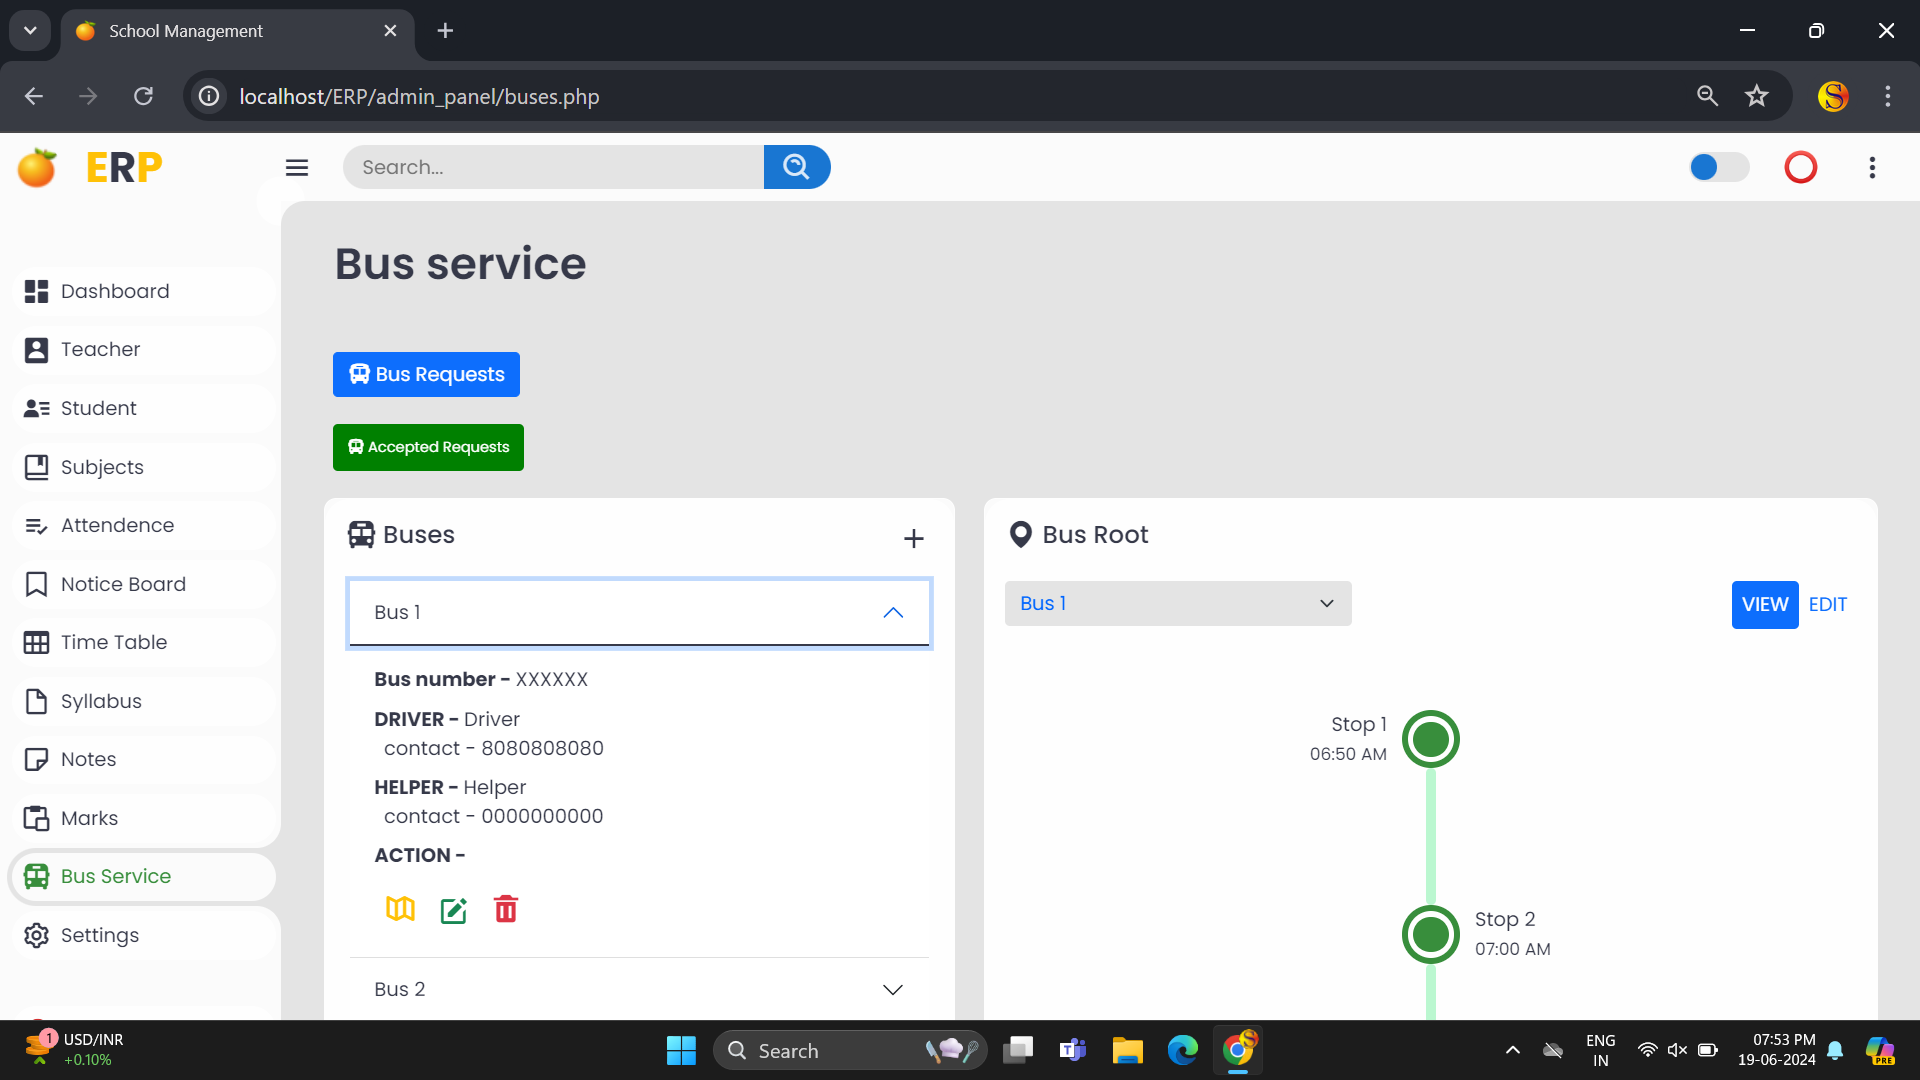 School Management
localhost/ERP/admin_panel/buses.php
ERP
Search...
Bus service
Dashboard
Teacher
Student
Subjects
Attendence
Notice Board
Time Table
Syllabus
Notes
Marks
Bus Service
Settings
Bus Requests
Accepted Requests
Buses
Bus 1
Bus number - XXXXXX
DRIVER - Driver
contact - 8080808080
HELPER - Helper
contact - 0000000000
ACTION -
Bus 2
Bus Root
Bus 1
VIEW EDIT
Stop 1
06:50 AM
Stop 2
07:00 AM
1
USD/INR
+0.10%
Search
ENG
IN
07:53 PM
19-06-2024
PRE